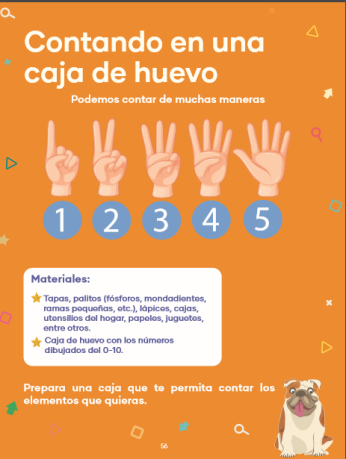 Contando en una
caja de huevo
Podemos contar de muchas maneras
1 2 3 4 5
Materiales:
Tapas, palitos (fósforos, mondadientes,
ramas pequeñas, etc.), lápices, cajas,
utensilios del hogar, papeles, juguetes,
entre otros.
Caja de huevo con los números
dibujados del 0-10.
Prepara una caja que te permita contar los
elementos que quieras.
56